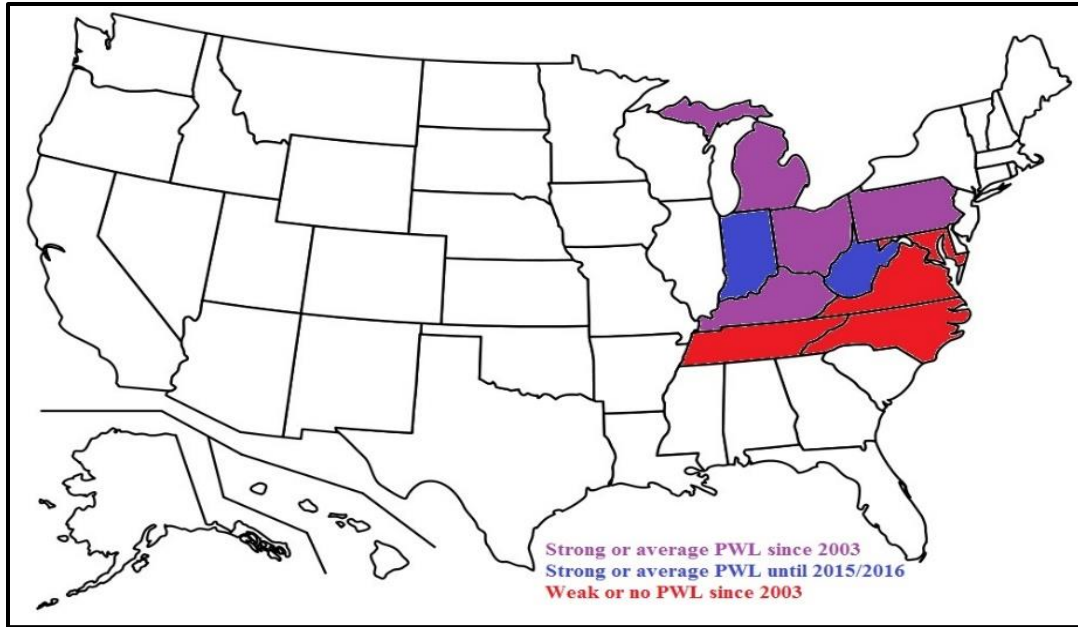 Strong or average PWL since 2003
Strong or average PWL until 2015/2016
Weak or no PWL since 2003